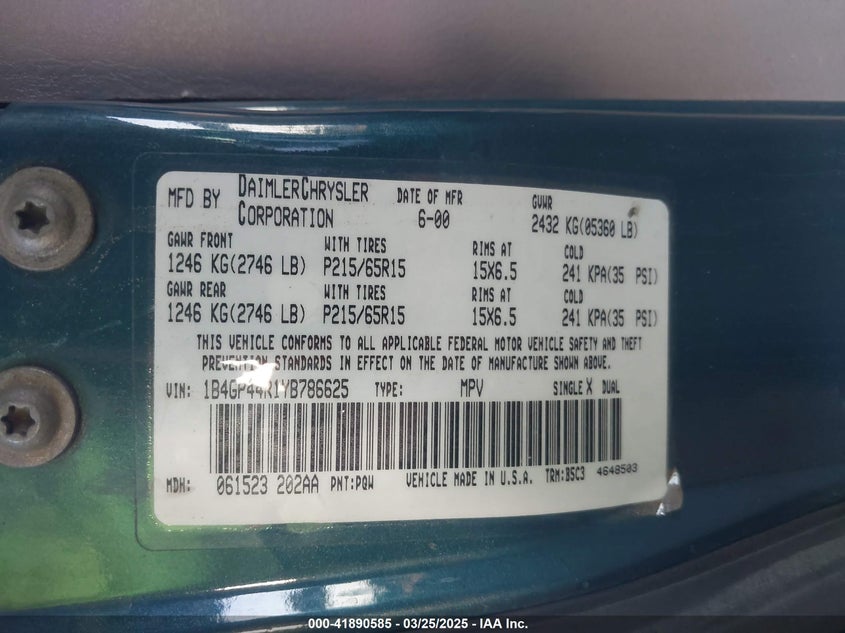 MFD BY DAIMLERCHRYSLER CORPORATION DATE OF MFR 6-00 GVWR 2432 KG(05360 LB)
GAWR FRONT WITH TIRES RIMS AT COLD
1246 KG(2746 LB) P215/65R15 15X6.5 241 KPA(35 PSI)
GAWR REAR WITH TIRES RIMS AT COLD
1246 KG(2746 LB) P215/65R15 15X6.5 241 KPA(35 PSI)
THIS VEHICLE CONFORMS TO ALL APPLICABLE FEDERAL MOTOR VEHICLE SAFETY AND THEFT
PREVENTION STANDARDS IN EFFECT ON THE DATE OF MANUFACTURE SHOWN ABOVE.
VIN: 1B4GP44R1YB786625 TYPE: MPV SINGLE X DUAL
MDH: 061523 202AA PNT:PQW VEHICLE MADE IN U.S.A. TRM:B5C3 4648503
000-41890585 - 03/25/2025 - IAA Inc.